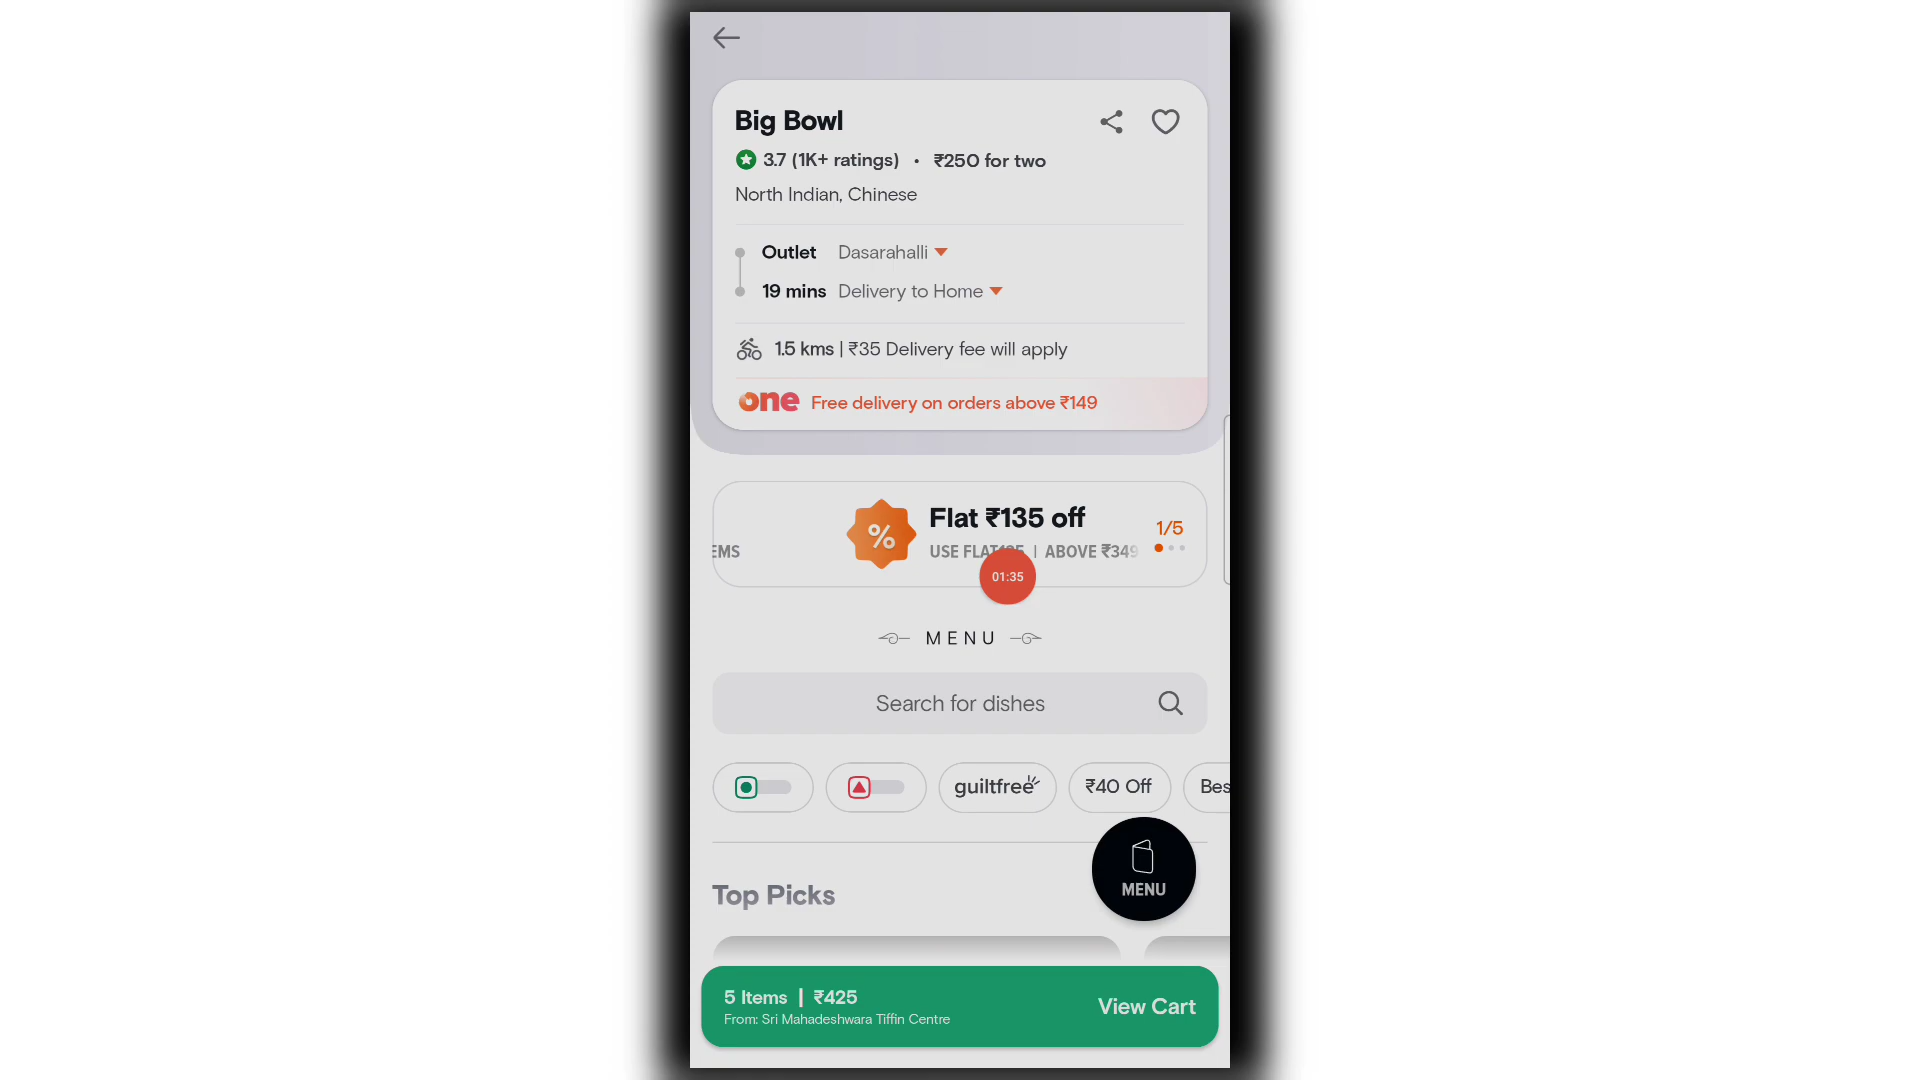 Big Bowl
3.7 (1K+ ratings) • ₹250 for two
North Indian, Chinese
Outlet Dasarahalli
19 mins Delivery to Home
1.5 kms | ₹35 Delivery fee will apply
one Free delivery on orders above ₹149
Flat ₹135 off
1/5
EMS
USE | ABOVE ₹349
01:35
MENU
Search for dishes
guiltfree
₹40 Off
Bes
MENU
Top Picks
5 Items | ₹425
From: Sri Mahadeshwara Tiffin Centre
View Cart